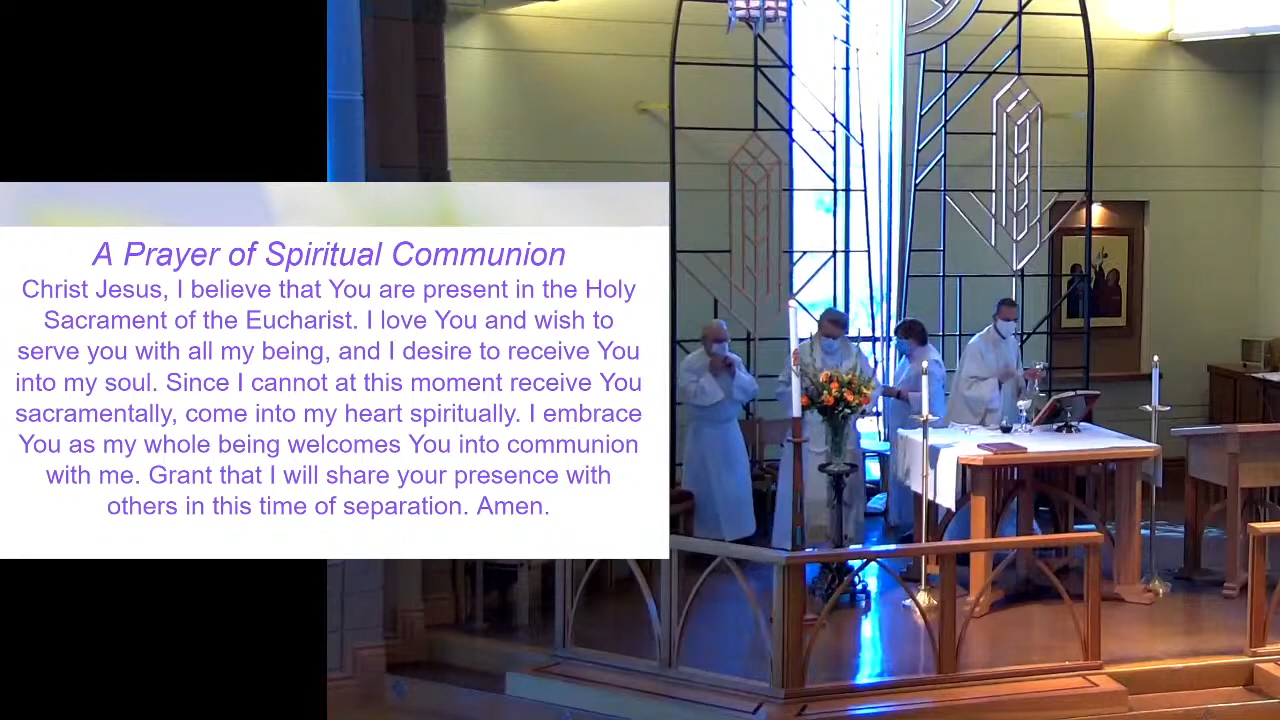 A Prayer of Spiritual Communion
Christ Jesus, I believe that You are present in the Holy
Sacrament of the Eucharist. I love You and wish to
serve you with all my being, and I desire to receive You
into my soul. Since I cannot at this moment receive You
sacramentally, come into my heart spiritually. I embrace
You as my whole being welcomes You into communion
with me. Grant that I will share your presence with
others in this time of separation. Amen.